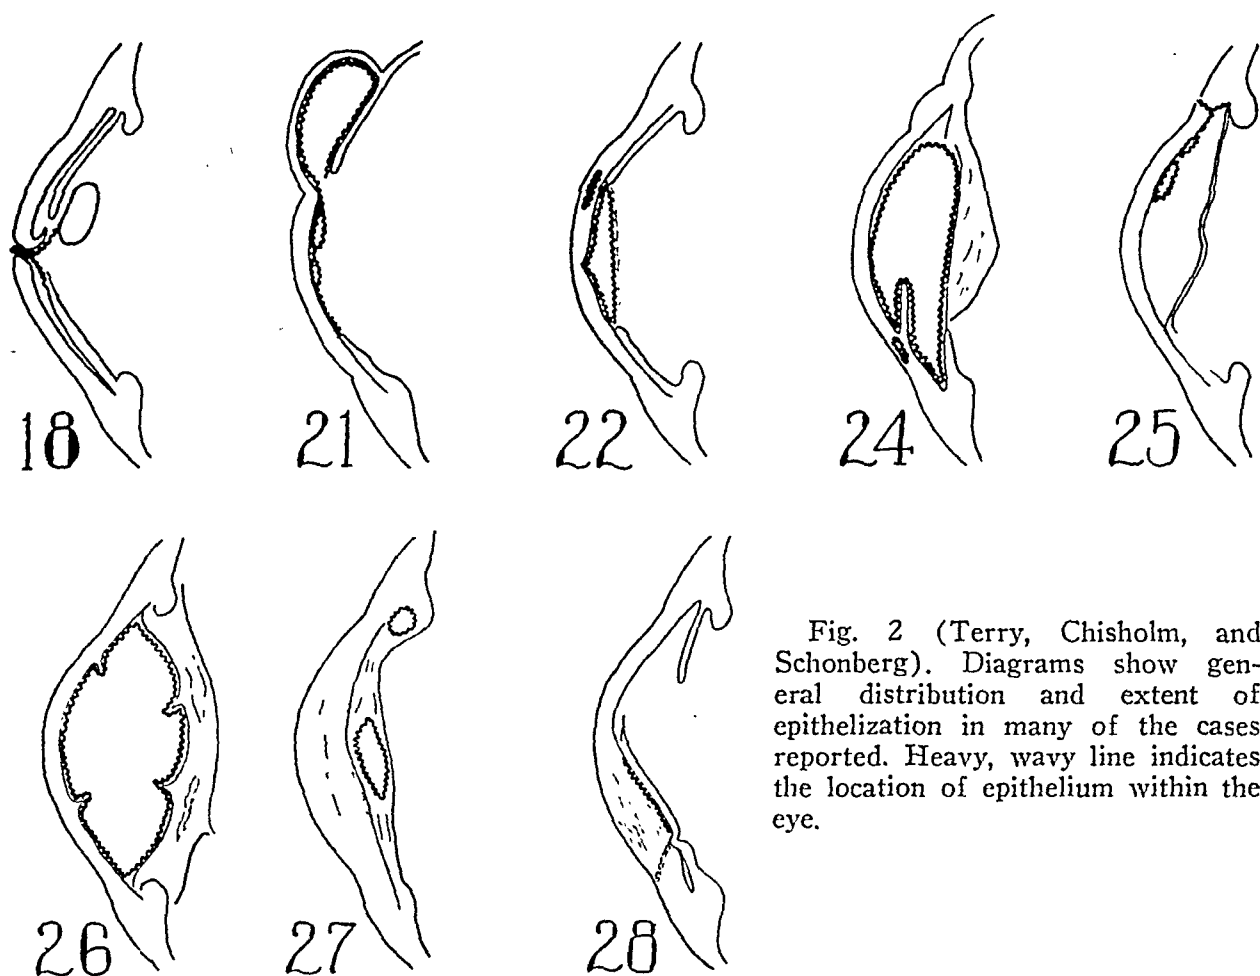 18 21 22 24 25
26 27 28
Fig. 2 (Terry, Chisholm, and
Schonberg). Diagrams show gen-
eral distribution and extent of
epithelization in many of the cases
reported. Heavy, wavy line indicates
the location of epithelium within the
eye.